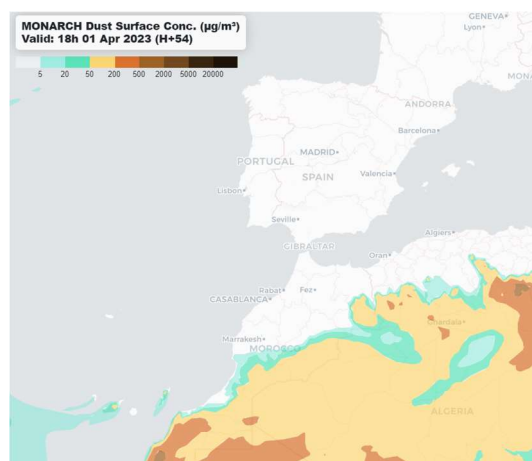 MONARCH Dust Surface Conc. (µg/m³)
Valid: 18h 01 Apr 2023 (H+54)
5 20 50 200 500 2000 5000 20000
GENEVA
Lyon
MONA
ANDORRA
Barcelona
MADRID
PORTUGAL
SPAIN
Valencia
Lisbon
Seville
GIBRALTAR
Algiers
Oran
Rabat
Fez
CASABLANCA
Ghardaia
Marrakesh
MOROCCO
ALGERIA